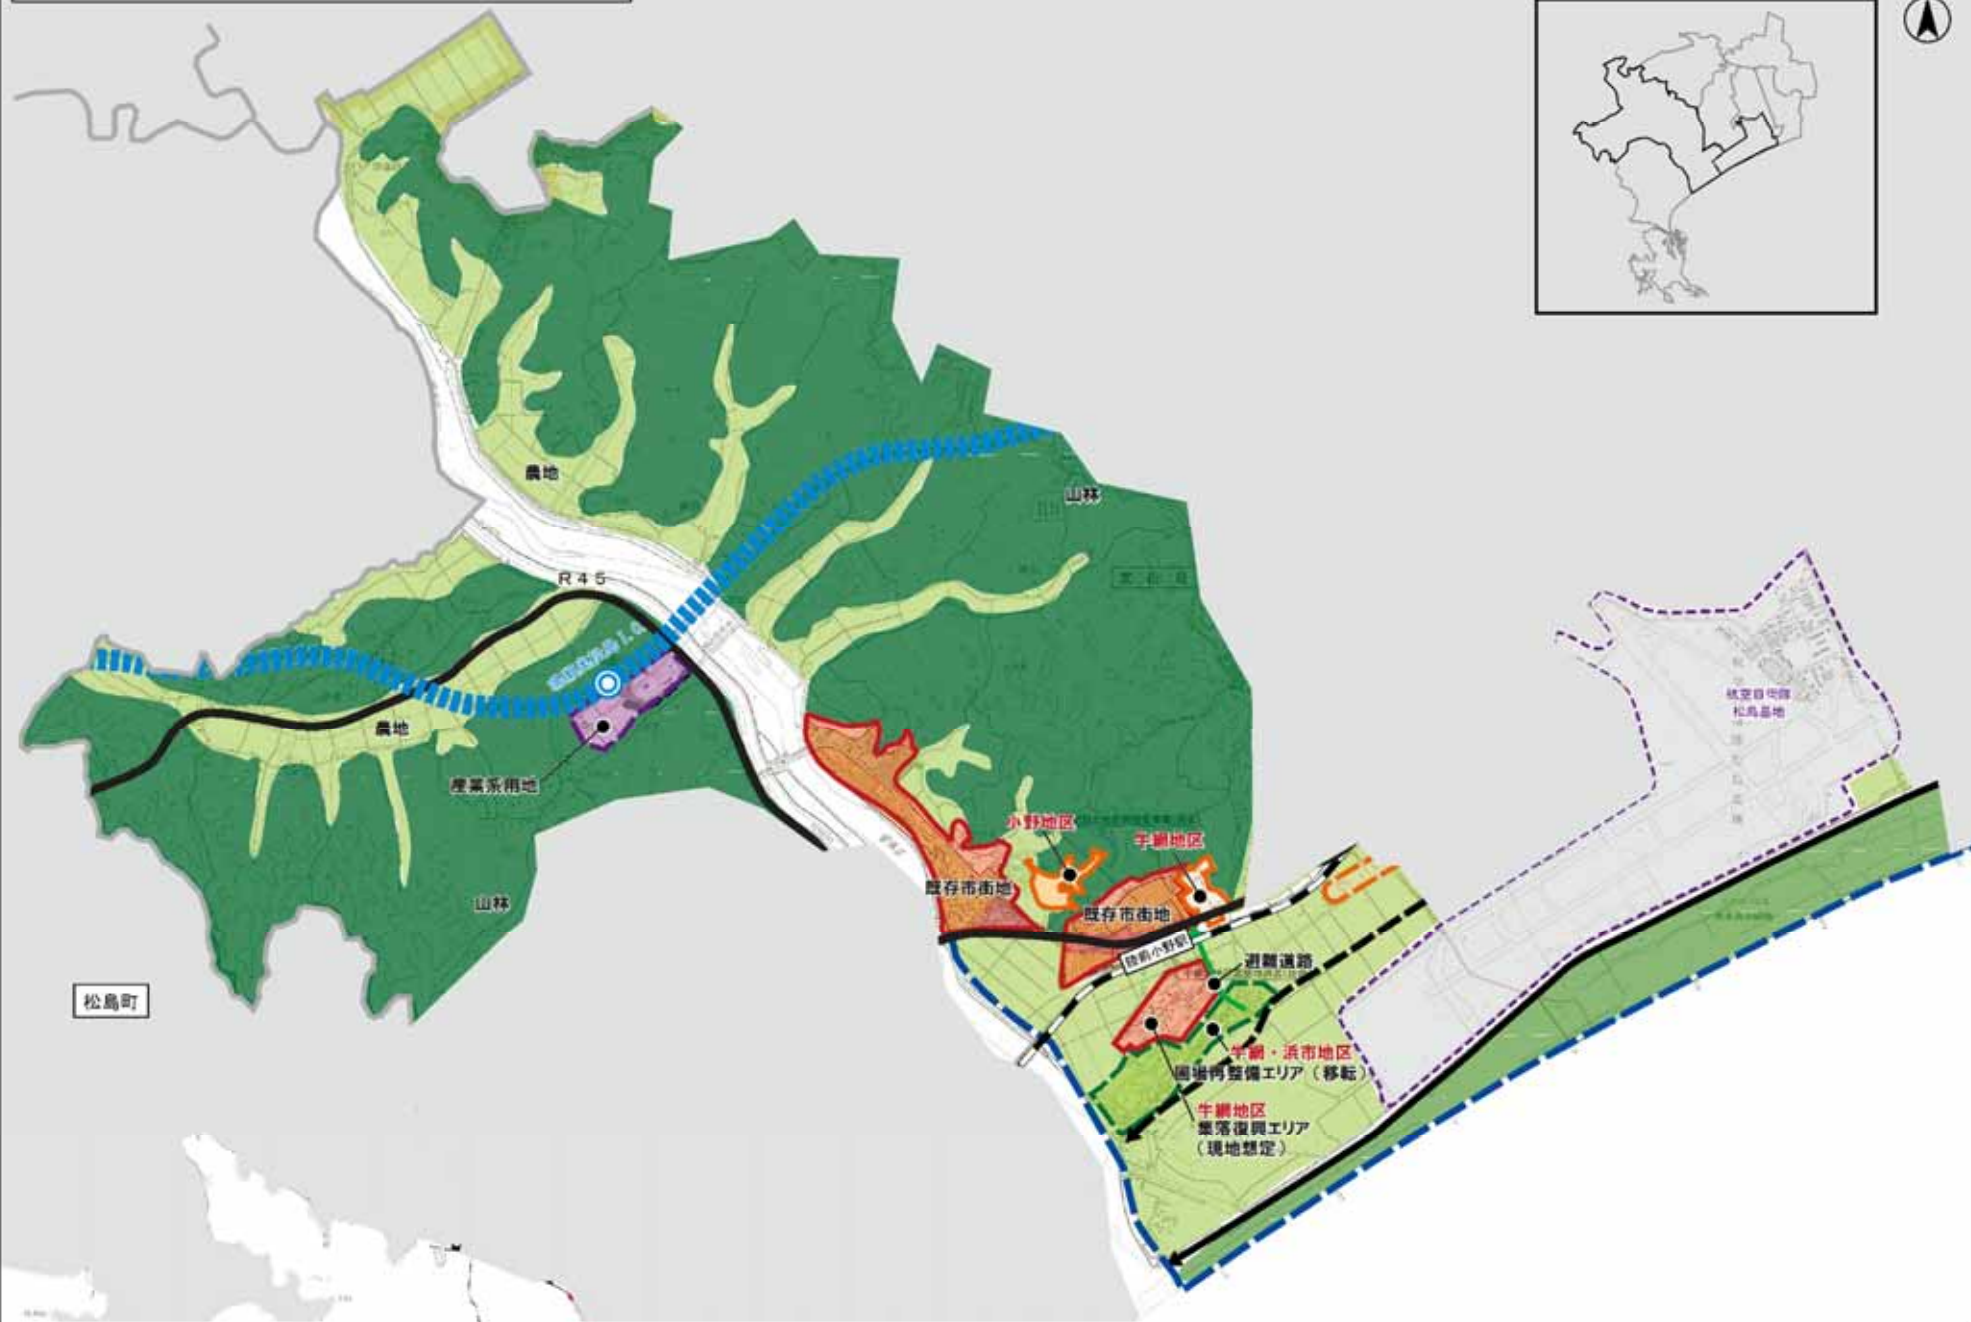 農地
山林
R45
航空自衛隊
松島基地
農地
産業系用地
小野地区
牛網地区
既存市街地
山林
既存市街地
陸前小野駅
避難道路
松島町
牛網・浜市地区
圃場再整備エリア（移転）
牛網地区
集落復興エリア
（現地想定）